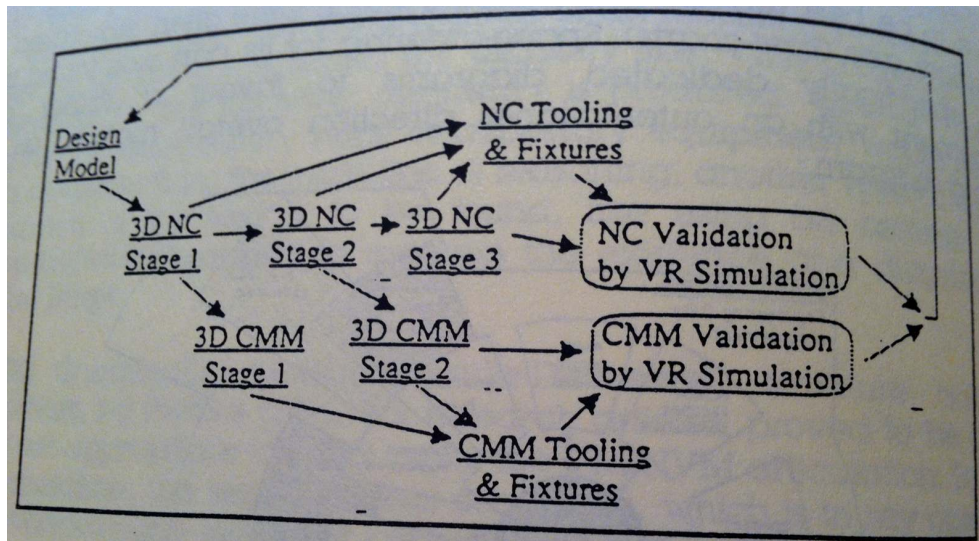 Design
Model
NC Tooling
& Fixtures
3D NC
Stage 1
3D NC
Stage 2
3D NC
Stage 3
NC Validation
by VR Simulation
3D CMM
Stage 1
3D CMM
Stage 2
CMM Validation
by VR Simulation
CMM Tooling
& Fixtures